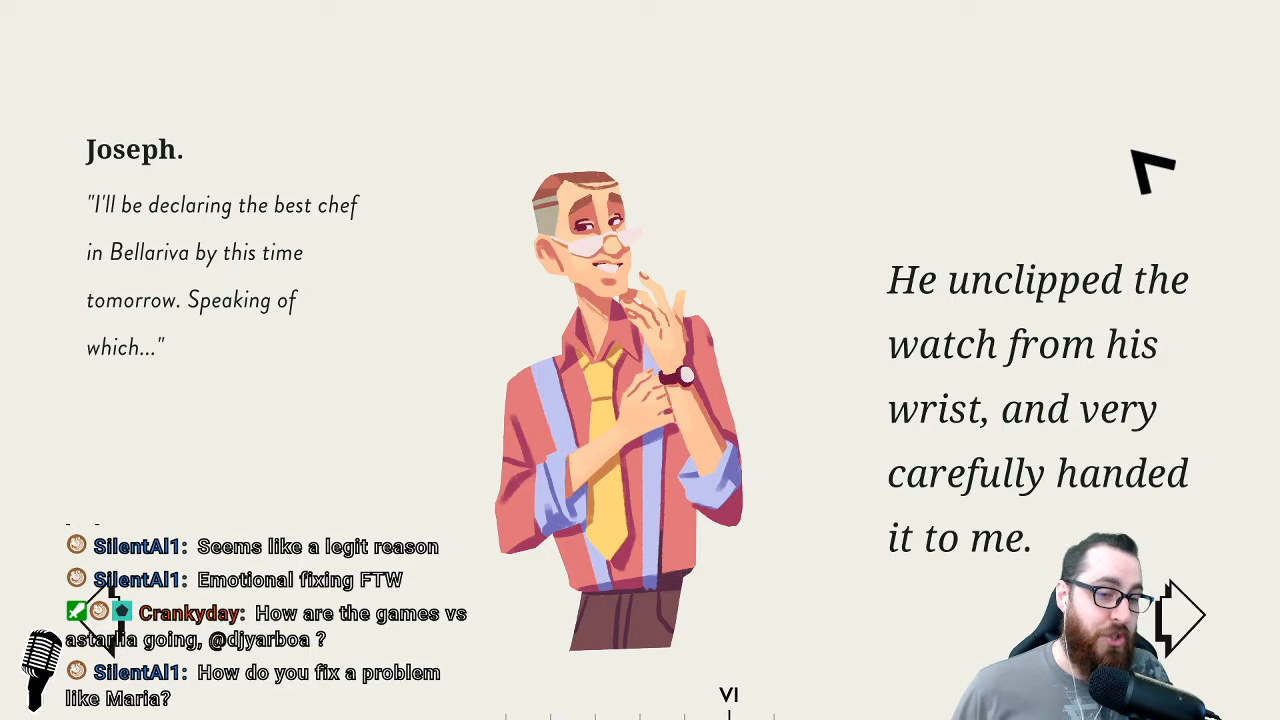 Joseph.
"I'll be declaring the best chef
in Bellariva by this time
tomorrow. Speaking of
which..."
He unclipped the
watch from his
wrist, and very
carefully handed
it to me.
SilentAl1: Seems like a legit reason
SilentAl1: Emotional fixing FTW
Crankyday: How are the games vs
astarlia going, @djyarboa ?
SilentAl1: How do you fix a problem
like Maria?
VI